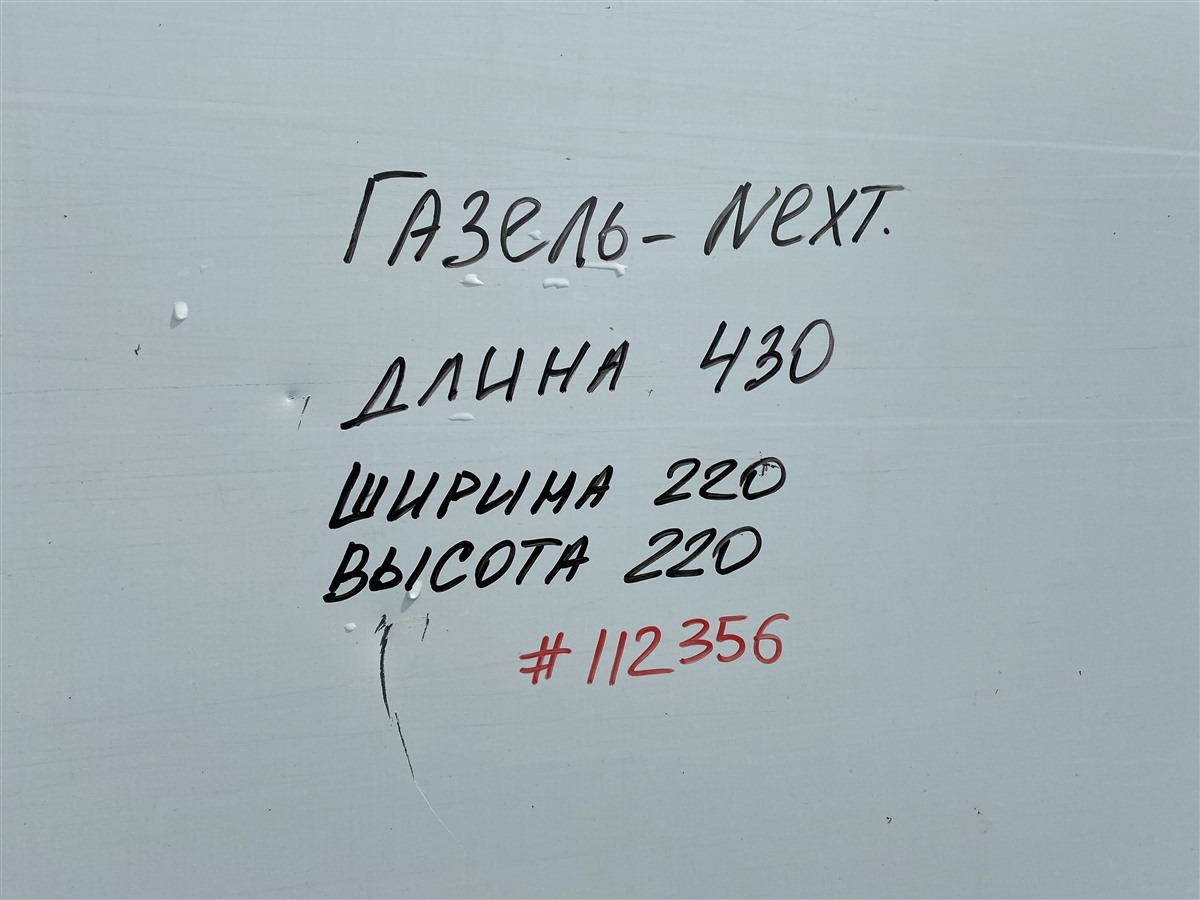 Газель - Next.
ДЛИНА 430
ШИРИНА 220
ВЫСОТА 220
#112356